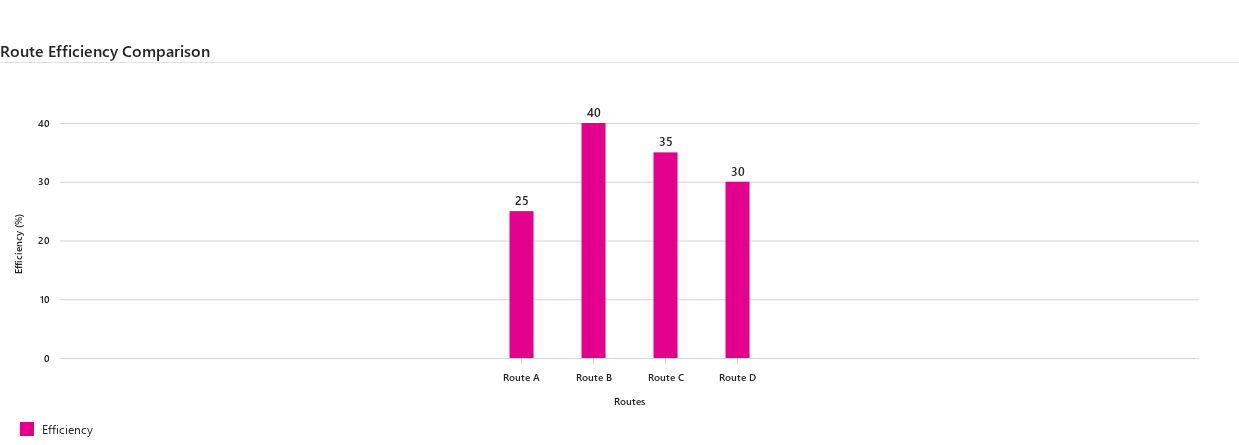 Route Efficiency Comparison
40
35
30
25
40
30
20
10
0
Efficiency (%)
Route A Route B Route C Route D
Routes
Efficiency